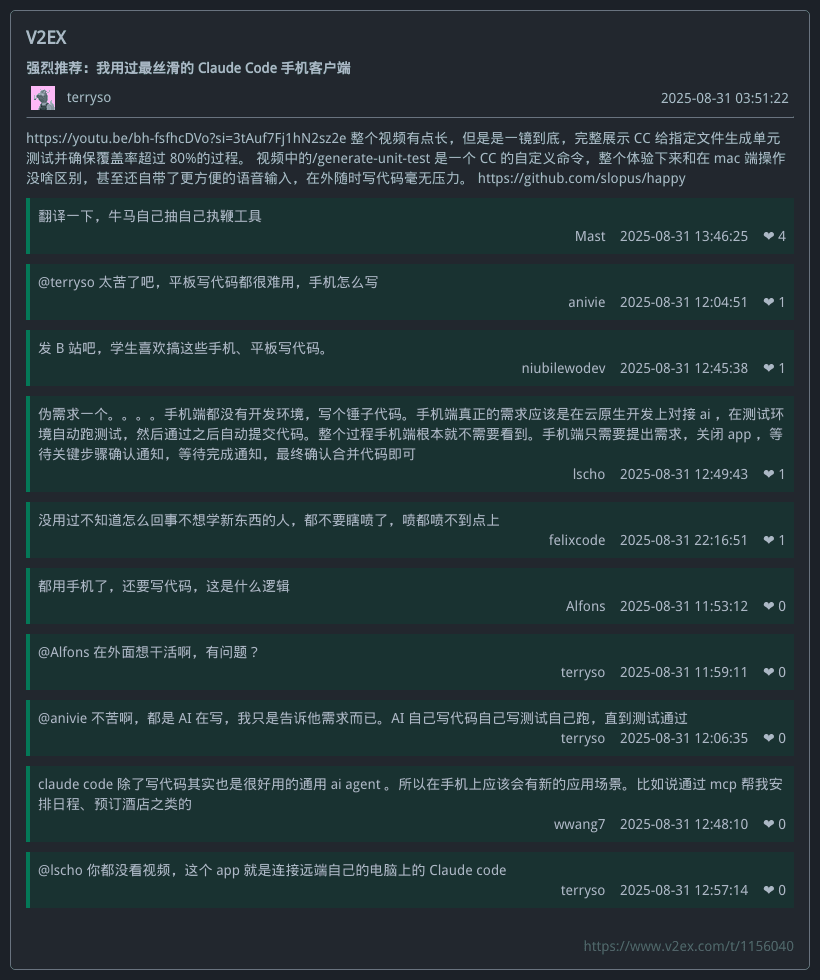 V2EX
强烈推荐：我用过最丝滑的 Claude Code 手机客户端
terryso 2025-08-31 03:51:22
https://youtu.be/bh-fsfhcDVo?si=3tAuf7Fj1hN2sz2e 整个视频有点长，但是是一镜到底，完整展示 CC 给指定文件生成单元
测试并确保覆盖率超过 80%的过程。 视频中的/generate-unit-test 是一个 CC 的自定义命令，整个体验下来和在 mac 端操作
没啥区别，甚至还自带了更方便的语音输入，在外随时写代码毫无压力。 https://github.com/slopus/happy
翻译一下，牛马自己抽自己执鞭工具
Mast 2025-08-31 13:46:25 ❤ 4
@terryso 太苦了吧，平板写代码都很难用，手机怎么写
anivie 2025-08-31 12:04:51 ❤ 1
发 B 站吧，学生喜欢搞这些手机、平板写代码。
niubilewodev 2025-08-31 12:45:38 ❤ 1
伪需求一个。。。。手机端都没有开发环境，写个锤子代码。手机端真正的需求应该是在云原生开发上对接 ai ，在测试环
境自动跑测试，然后通过之后自动提交代码。整个过程手机端根本就不需要看到。手机端只需要提出需求，关闭 app ，等
待关键步骤确认通知，等待完成通知，最终确认合并代码即可
lscho 2025-08-31 12:49:43 ❤ 1
没用过不知道怎么回事不想学新东西的人，都不要瞎喷了，喷都喷不到点上
felixcode 2025-08-31 22:16:51 ❤ 1
都用手机了，还要写代码，这是什么逻辑
Alfons 2025-08-31 11:53:12 ❤ 0
@Alfons 在外面想干活啊，有问题？
terryso 2025-08-31 11:59:11 ❤ 0
@anivie 不苦啊，都是 AI 在写，我只是告诉他需求而已。AI 自己写代码自己写测试自己跑，直到测试通过
terryso 2025-08-31 12:06:35 ❤ 0
claude code 除了写代码其实也是很好用的通用 ai agent 。所以在手机上应该会有新的应用场景。比如说通过 mcp 帮我安
排日程、预订酒店之类的
wwang7 2025-08-31 12:48:10 ❤ 0
@lscho 你都没看视频，这个 app 就是连接远端自己的电脑上的 Claude code
terryso 2025-08-31 12:57:14 ❤ 0
https://www.v2ex.com/t/1156040